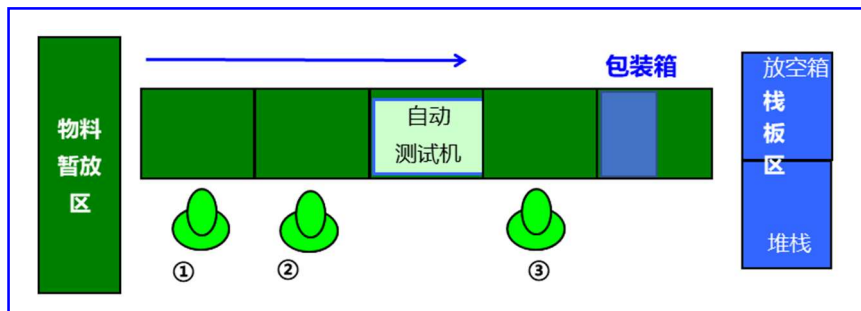 物料
暂放
区
自动
测试机
包装箱
放空箱
栈
板
区
堆栈
①
②
③